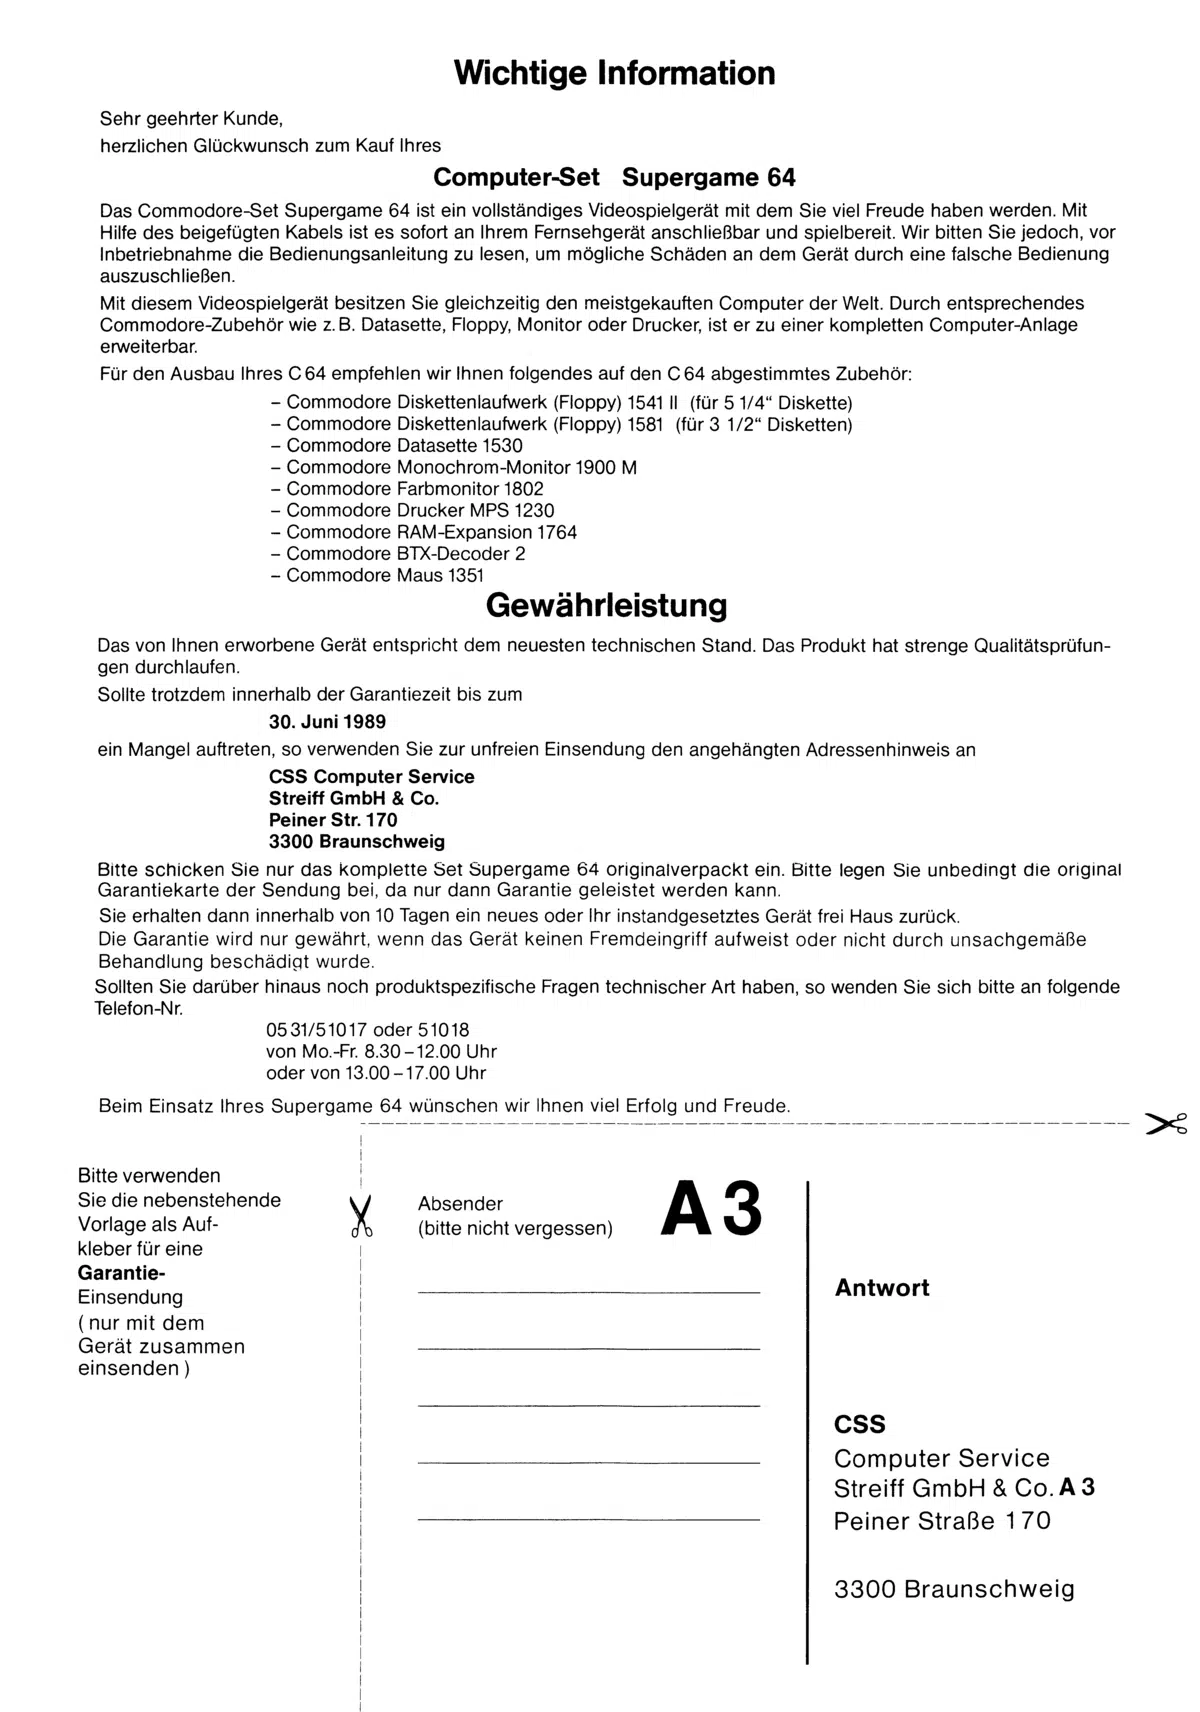 Wichtige Information
Sehr geehrter Kunde,
herzlichen Glückwunsch zum Kauf Ihres
Computer-Set Supergame 64
Das Commodore-Set Supergame 64 ist ein vollständiges Videospielgerät mit dem Sie viel Freude haben werden. Mit
Hilfe des beigefügten Kabels ist es sofort an Ihrem Fernsehgerät anschließbar und spielbereit. Wir bitten Sie jedoch, vor
Inbetriebnahme die Bedienungsanleitung zu lesen, um mögliche Schäden an dem Gerät durch eine falsche Bedienung
auszuschließen.
Mit diesem Videospielgerät besitzen Sie gleichzeitig den meistgekauften Computer der Welt. Durch entsprechendes
Commodore-Zubehör wie z. B. Datasette, Floppy, Monitor oder Drucker, ist er zu einer kompletten Computer-Anlage
erweiterbar.
Für den Ausbau Ihres C 64 empfehlen wir Ihnen folgendes auf den C 64 abgestimmtes Zubehör:
– Commodore Diskettenlaufwerk (Floppy) 1541 II (für 5 1/4“ Diskette)
– Commodore Diskettenlaufwerk (Floppy) 1581 (für 3 1/2“ Disketten)
– Commodore Datasette 1530
– Commodore Monochrom-Monitor 1900 M
– Commodore Farbmonitor 1802
– Commodore Drucker MPS 1230
– Commodore RAM-Expansion 1764
– Commodore BTX-Decoder 2
– Commodore Maus 1351
Gewährleistung
Das von Ihnen erworbene Gerät entspricht dem neuesten technischen Stand. Das Produkt hat strenge Qualitätsprüfun-
gen durchlaufen.
Sollte trotzdem innerhalb der Garantiezeit bis zum
30. Juni 1989
ein Mangel auftreten, so verwenden Sie zur unfreien Einsendung den angehängten Adressenhinweis an
CSS Computer Service
Streiff GmbH & Co.
Peiner Str. 170
3300 Braunschweig
Bitte schicken Sie nur das komplette Set Supergame 64 originalverpackt ein. Bitte legen Sie unbedingt die original
Garantiekarte der Sendung bei, da nur dann Garantie geleistet werden kann.
Sie erhalten dann innerhalb von 10 Tagen ein neues oder Ihr instandgesetztes Gerät frei Haus zurück.
Die Garantie wird nur gewährt, wenn das Gerät keinen Fremdeingriff aufweist oder nicht durch unsachgemäße
Behandlung beschädigt wurde.
Sollten Sie darüber hinaus noch produktspezifische Fragen technischer Art haben, so wenden Sie sich bitte an folgende
Telefon-Nr.
05 31/510 17 oder 510 18
von Mo.-Fr. 8.30 – 12.00 Uhr
oder von 13.00 – 17.00 Uhr
Beim Einsatz Ihres Supergame 64 wünschen wir Ihnen viel Erfolg und Freude.
Bitte verwenden
Sie die nebenstehende
Vorlage als Auf-
kleber für eine
Garantie-
Einsendung
( nur mit dem
Gerät zusammen
einsenden )
Absender
(bitte nicht vergessen)
A 3
Antwort
CSS
Computer Service
Streiff GmbH & Co. A 3
Peiner Straße 170
3300 Braunschweig